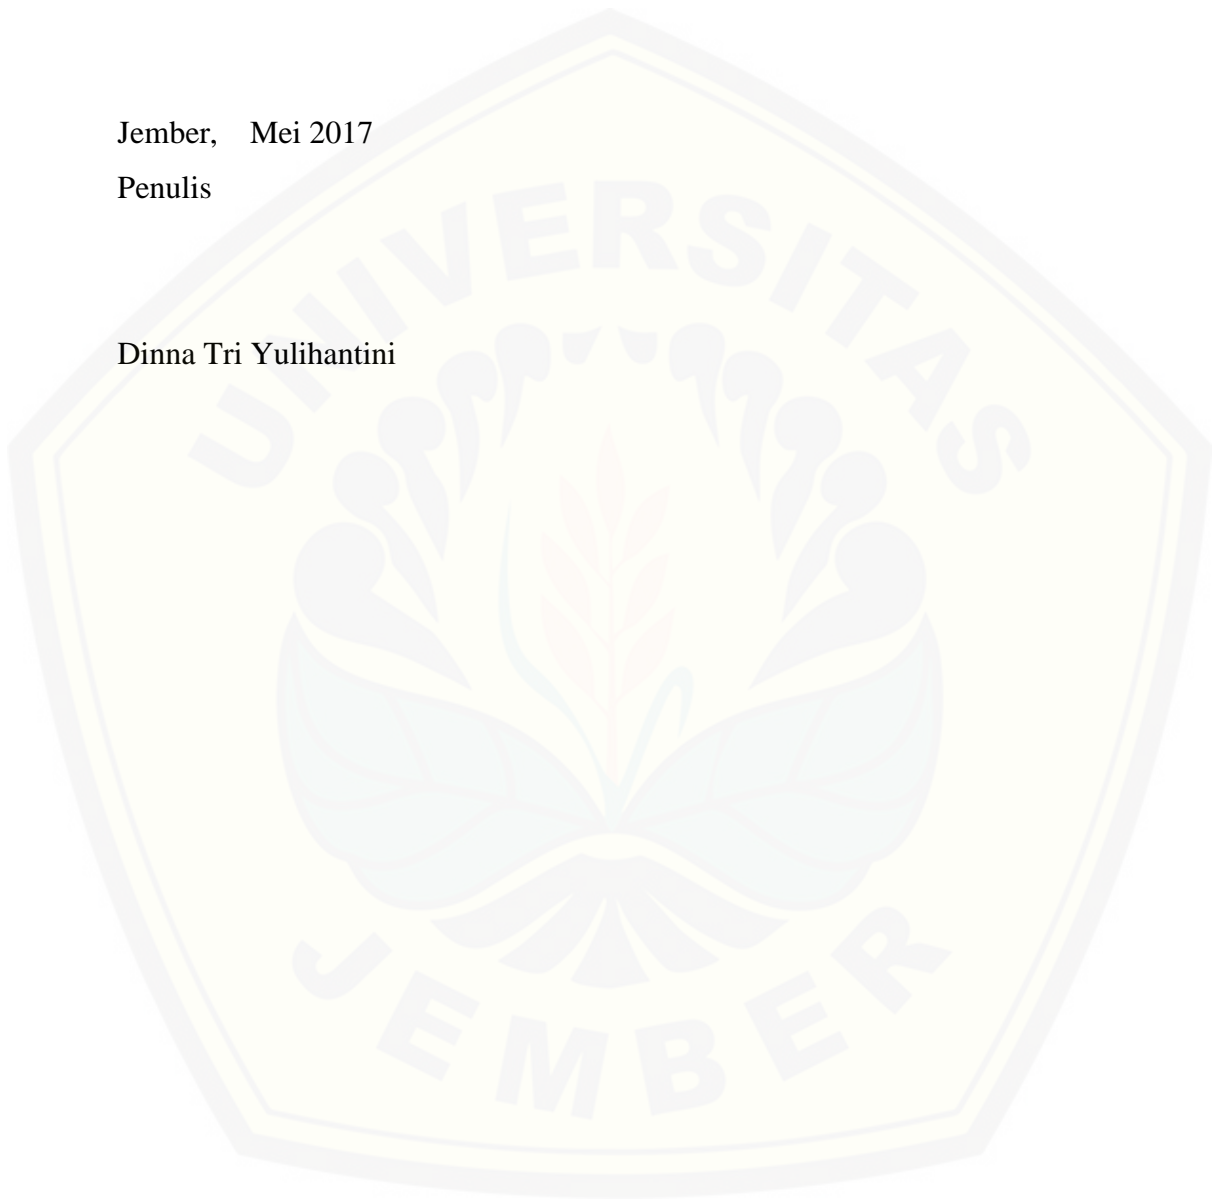 Jember,    Mei 2017
Penulis
Dinna Tri Yulihantini
UNIVERSITAS
JEMBER